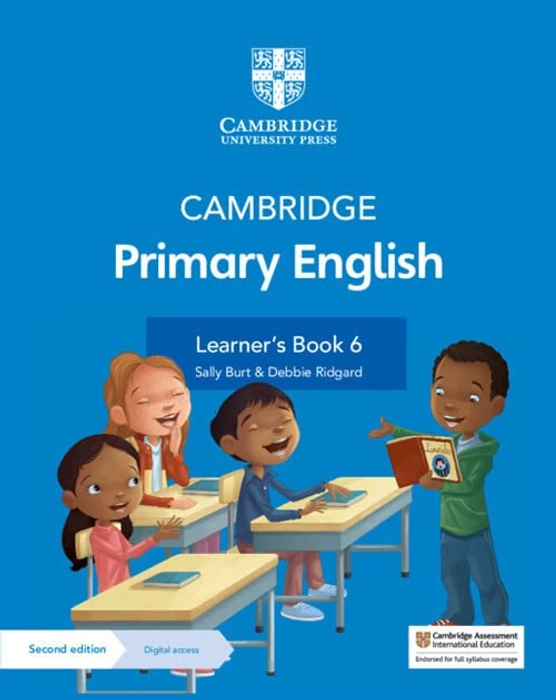 CAMBRIDGE
UNIVERSITY PRESS
CAMBRIDGE
Primary English
Learner's Book 6
Sally Burt & Debbie Ridgard
Second edition
Digital access
Cambridge Assessment
International Education
Endorsed for full syllabus coverage